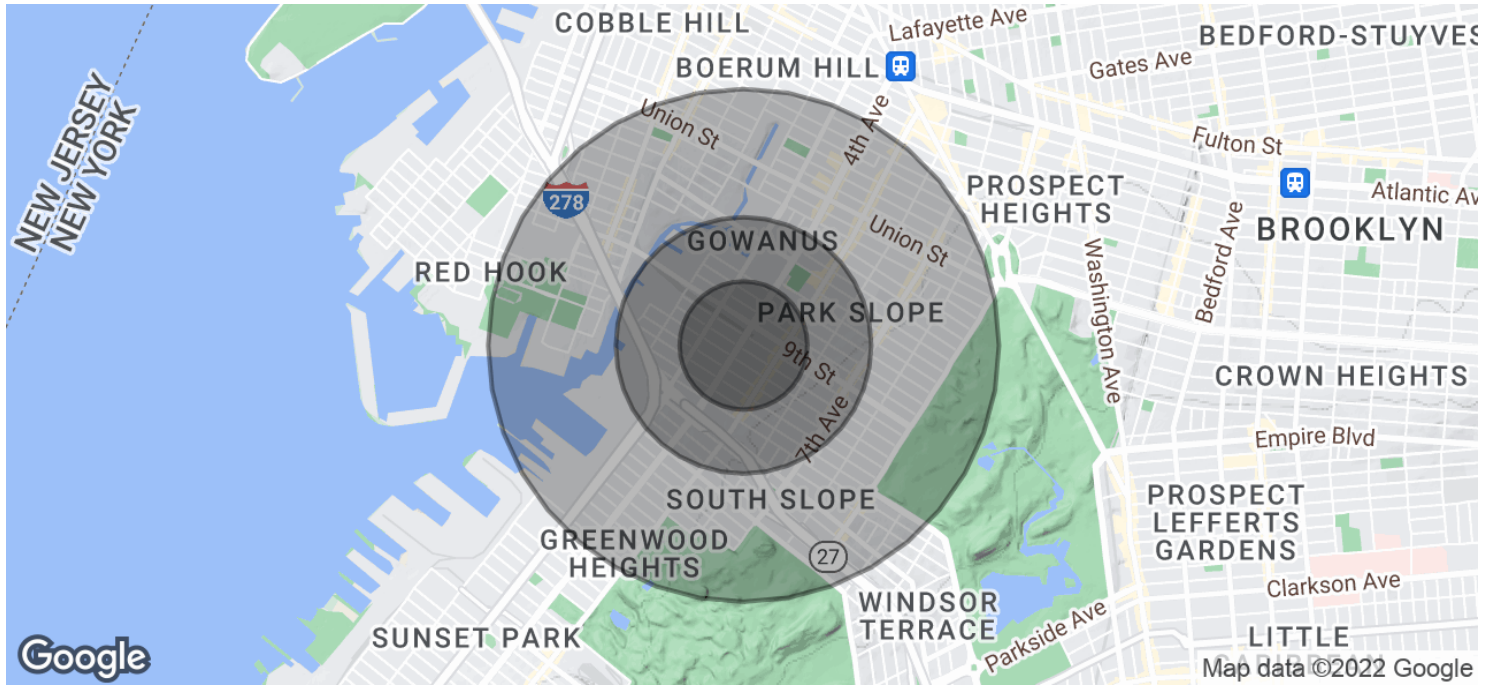 COBBLE HILL
Lafayette Ave
BEDFORD-STUYVES
BOERUM HILL
Gates Ave
NEW JERSEY
NEW YORK
Union St
4th Ave
Fulton St
278
PROSPECT
HEIGHTS
Atlantic Av
Bedford Ave
BROOKLYN
GOWANUS
Union St
Washington Ave
RED HOOK
PARK SLOPE
9th St
CROWN HEIGHTS
7th Ave
Empire Blvd
SOUTH SLOPE
PROSPECT
LEFFERTS
GARDENS
GREENWOOD
HEIGHTS
27
Clarkson Ave
WINDSOR
TERRACE
Parkside Ave
SUNSET PARK
LITTLE
Google
Map data ©2022 Google